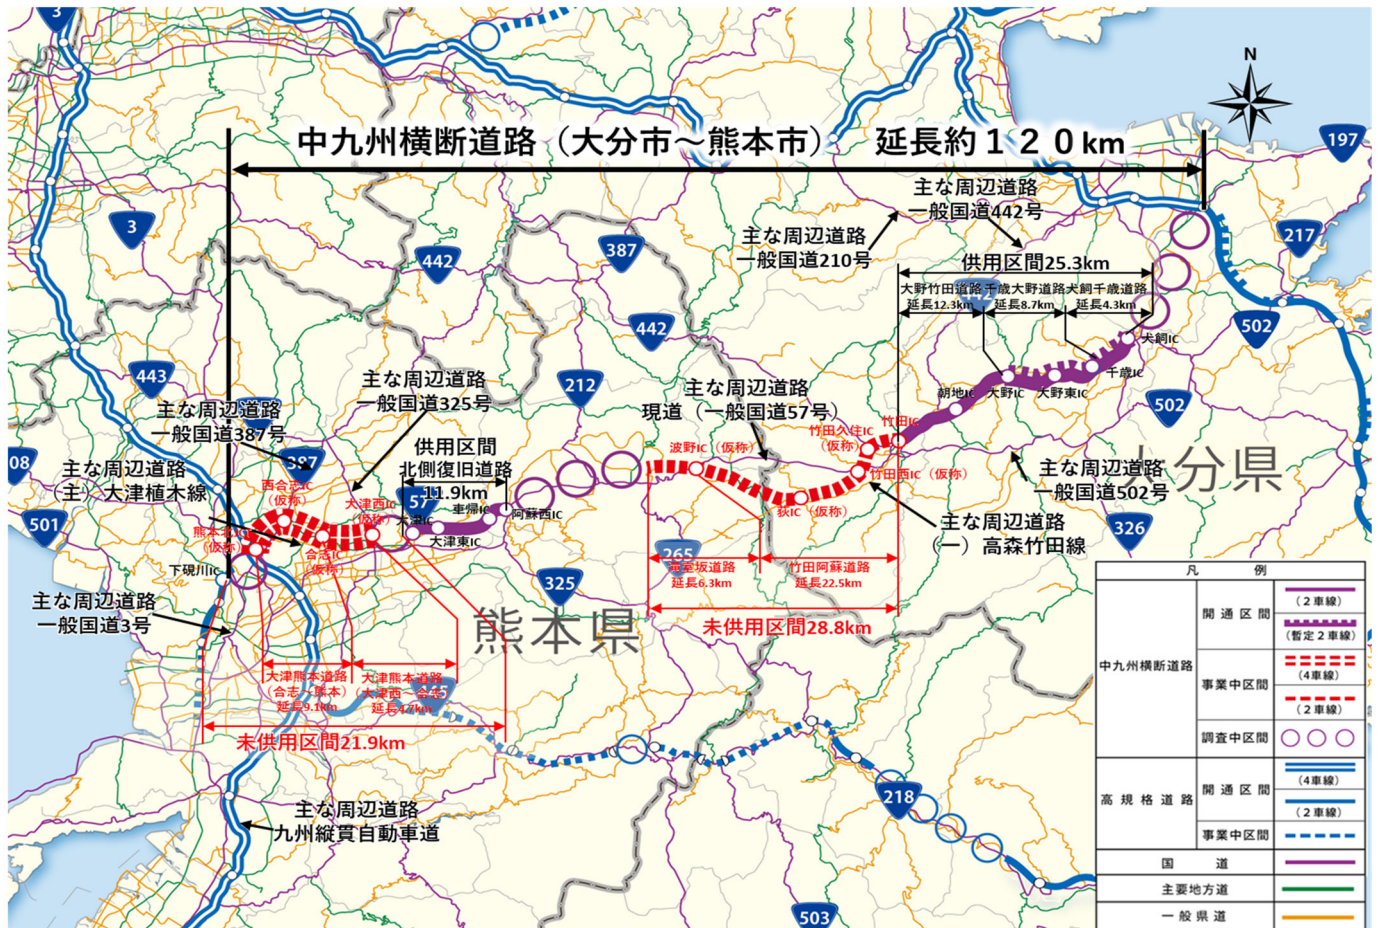 3
N
中九州横断道路（大分市～熊本市）　延長約１２０km
197
主な周辺道路
一般国道442号
3
217
主な周辺道路
一般国道210号
387
442
供用区間25.3km
大野竹田道路
延長12.3km
千歳大野道路
延長8.7km
犬飼千歳道路
延長4.3km
442
442
502
犬飼IC
443
主な周辺道路
一般国道325号
212
主な周辺道路
現道（一般国道57号）
千歳IC
大野東IC
大野IC
朝地IC
502
主な周辺道路
一般国道387号
竹田久住IC
（仮称）
竹田IC
供用区間
北側復旧道路
11.9km
波野IC（仮称）
387
竹田西IC（仮称）
主な周辺道路
一般国道502号
大分県
主な周辺道路
主）大津植木線
西合志IC
（仮称）
大津西IC
（仮称）
57
車帰IC
阿蘇西IC
荻IC（仮称）
501
大津IC
大津東IC
326
熊本北IC
（仮称）
合志IC
（仮称）
主な周辺道路
一）高森竹田線
265
下硯川IC
325
滝室坂道路
延長6.3km
竹田阿蘇道路
延長22.5km
主な周辺道路
一般国道3号
熊本県
未供用区間28.8km
大津熊本道路
（合志～熊本）
延長9.1km
大津熊本道路
（大津西～合志）
延長4.7km
未供用区間21.9km
主な周辺道路
九州縦貫自動車道
218
503
凡　例
中九州横断道路
開通区間
（２車線）
（暫定２車線）
事業中区間
（4車線）
（２車線）
調査中区間
高規格道路
開通区間
（4車線）
（２車線）
事業中区間
国道
主要地方道
一般県道